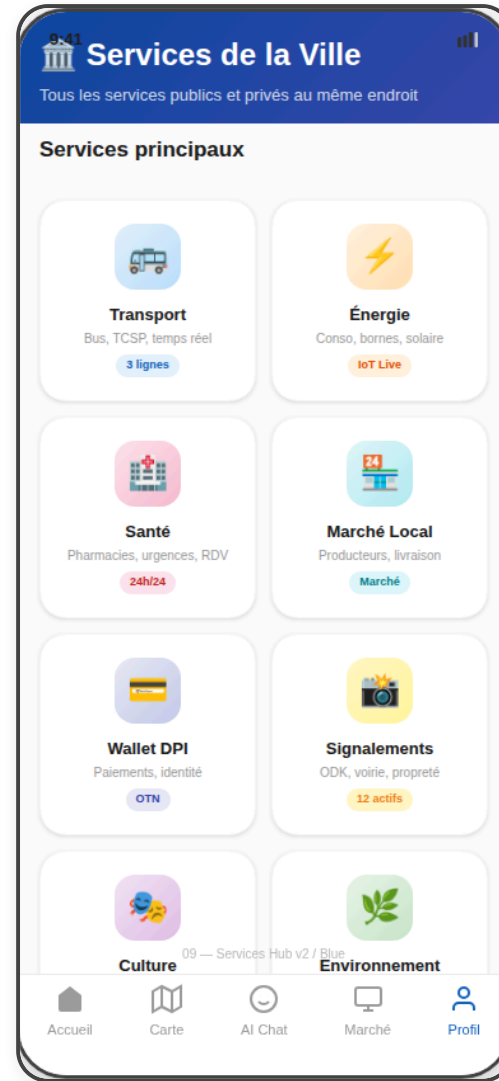 9:41
Services de la Ville
Tous les services publics et privés au même endroit
Services principaux
Transport
Bus, TCSP, temps réel
3 lignes
Énergie
Conso, bornes, solaire
IoT Live
Santé
Pharmacies, urgences, RDV
24h/24
24
Marché Local
Producteurs, livraison
Marché
Wallet DPI
Paiements, identité
OTN
Signalements
ODK, voirie, propreté
12 actifs
Culture
Environnement
09 — Services Hub v2 / Blue
Accueil
Carte
AI Chat
Marché
Profil